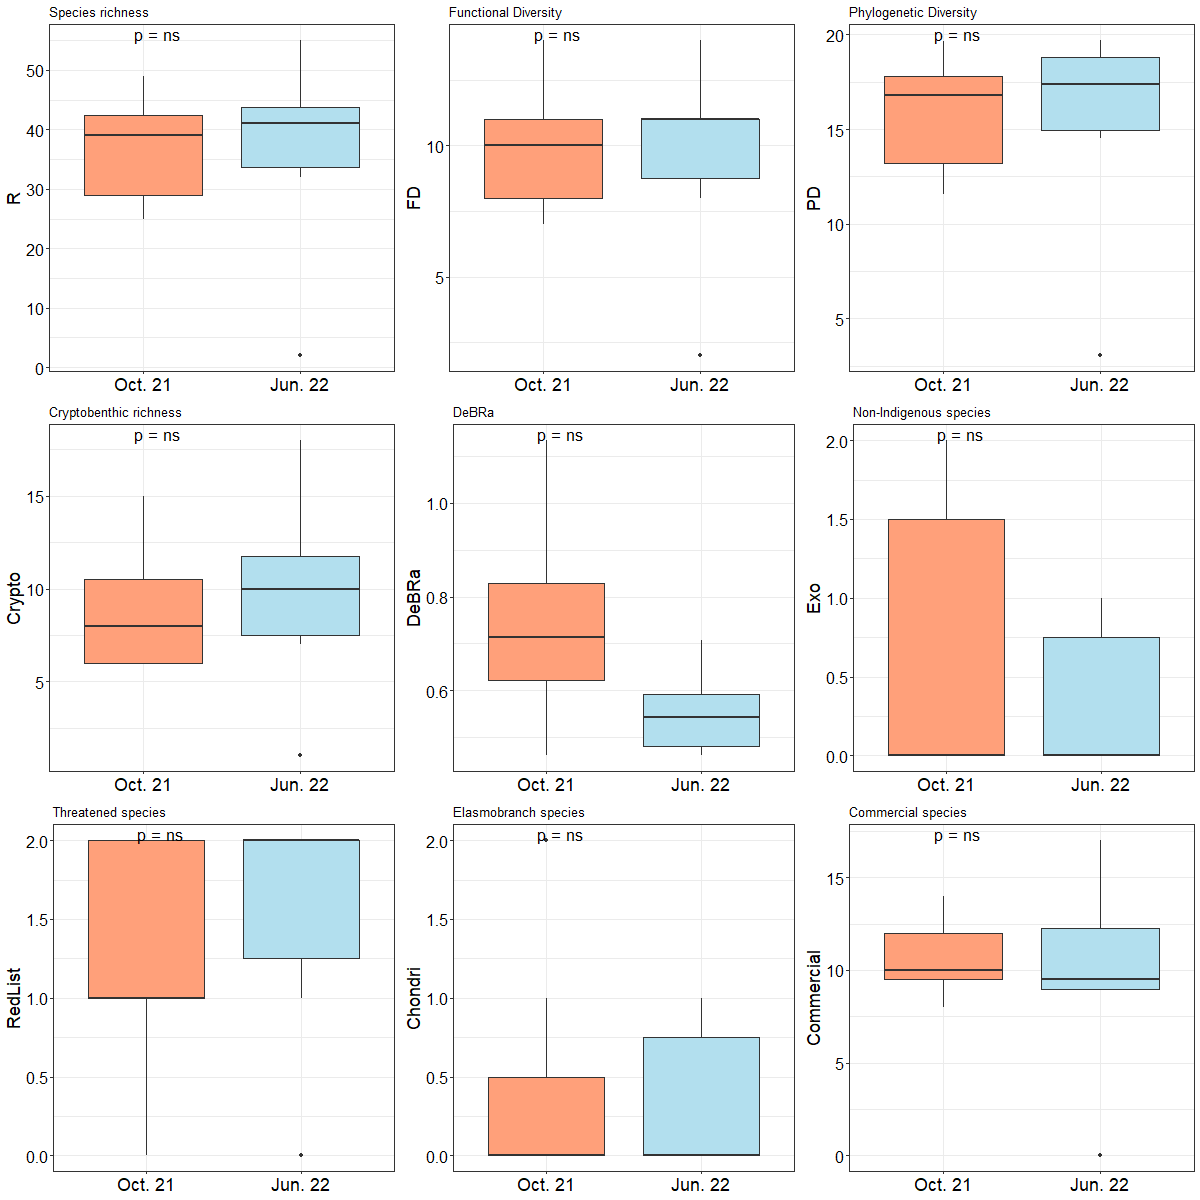 Species richness
p = ns
50
40
30
20
10
0
R
Oct. 21
Jun. 22
Functional Diversity
p = ns
10
5
FD
Oct. 21
Jun. 22
Phylogenetic Diversity
p = ns
20
15
10
5
PD
Oct. 21
Jun. 22
Cryptobenthic richness
p = ns
15
10
5
Crypto
Oct. 21
Jun. 22
DeBRa
p = ns
1.0
0.8
0.6
DeBRa
Oct. 21
Jun. 22
Non-Indigenous species
p = ns
2.0
1.5
1.0
0.5
0.0
Exo
Oct. 21
Jun. 22
Threatened species
p = ns
2.0
1.5
1.0
0.5
0.0
RedList
Oct. 21
Jun. 22
Elasmobranch species
p = ns
2.0
1.5
1.0
0.5
0.0
Chondri
Oct. 21
Jun. 22
Commercial species
p = ns
15
10
5
0
Commercial
Oct. 21
Jun. 22